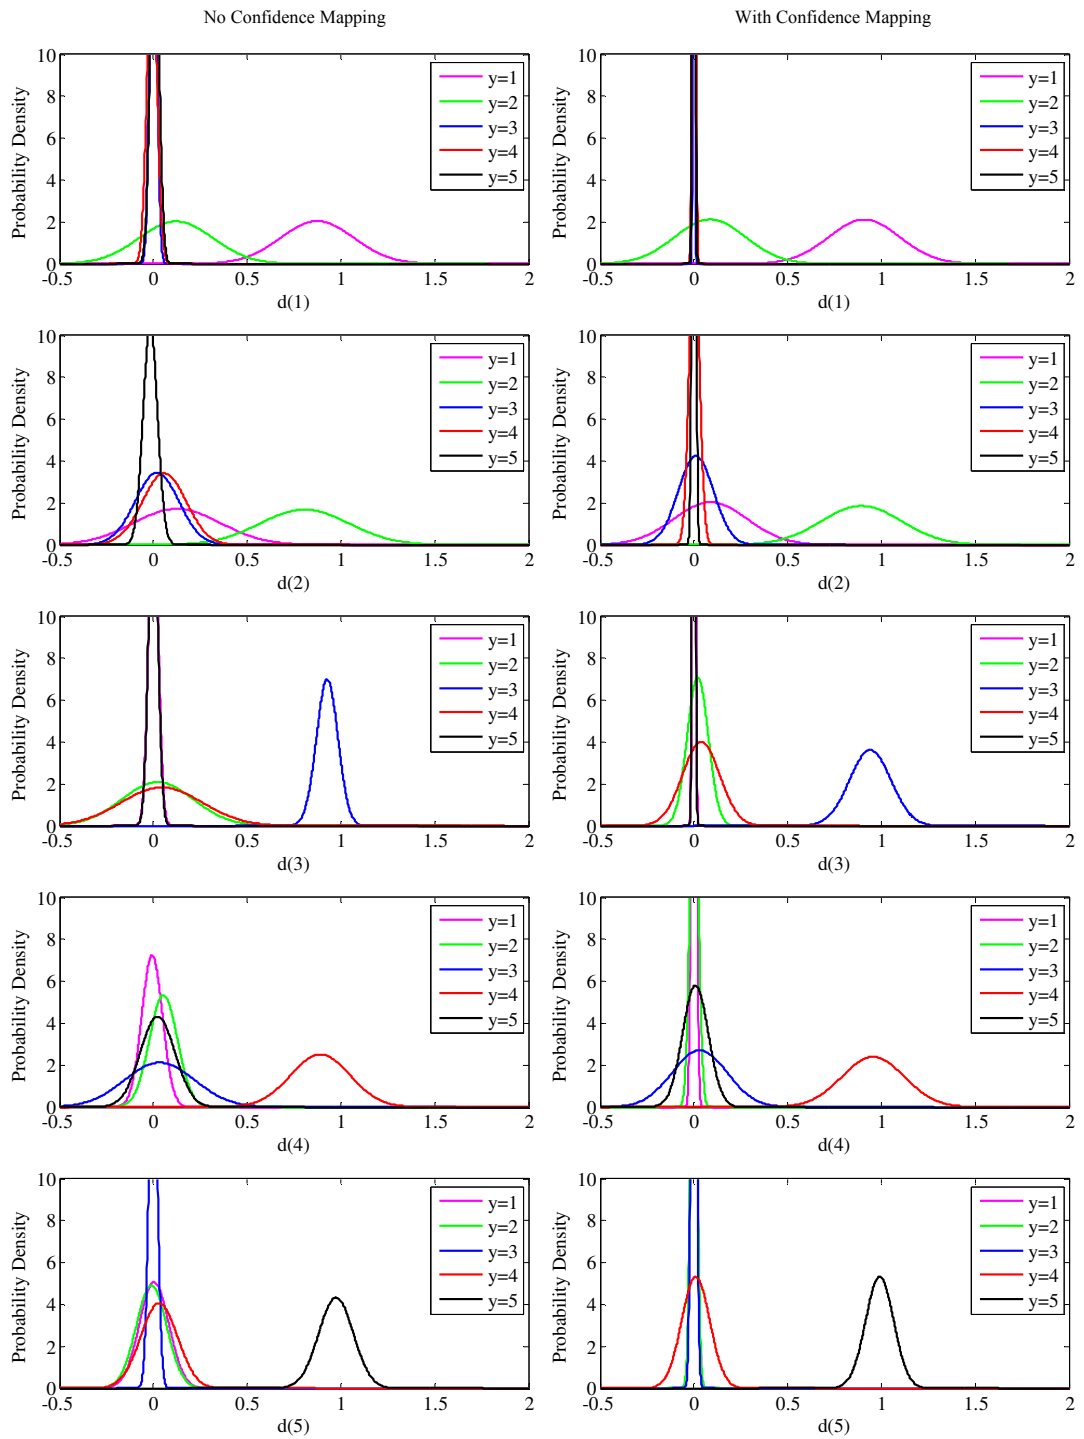 No Confidence Mapping
With Confidence Mapping
Probability Density
10
8
6
4
2
0
-0.5 0 0.5 1 1.5 2
d(1)
y=1
y=2
y=3
y=4
y=5
Probability Density
10
8
6
4
2
0
-0.5 0 0.5 1 1.5 2
d(1)
y=1
y=2
y=3
y=4
y=5
Probability Density
10
8
6
4
2
0
-0.5 0 0.5 1 1.5 2
d(2)
y=1
y=2
y=3
y=4
y=5
Probability Density
10
8
6
4
2
0
-0.5 0 0.5 1 1.5 2
d(2)
y=1
y=2
y=3
y=4
y=5
Probability Density
10
8
6
4
2
0
-0.5 0 0.5 1 1.5 2
d(3)
y=1
y=2
y=3
y=4
y=5
Probability Density
10
8
6
4
2
0
-0.5 0 0.5 1 1.5 2
d(3)
y=1
y=2
y=3
y=4
y=5
Probability Density
10
8
6
4
2
0
-0.5 0 0.5 1 1.5 2
d(4)
y=1
y=2
y=3
y=4
y=5
Probability Density
10
8
6
4
2
0
-0.5 0 0.5 1 1.5 2
d(4)
y=1
y=2
y=3
y=4
y=5
Probability Density
10
8
6
4
2
0
-0.5 0 0.5 1 1.5 2
d(5)
y=1
y=2
y=3
y=4
y=5
Probability Density
10
8
6
4
2
0
-0.5 0 0.5 1 1.5 2
d(5)
y=1
y=2
y=3
y=4
y=5